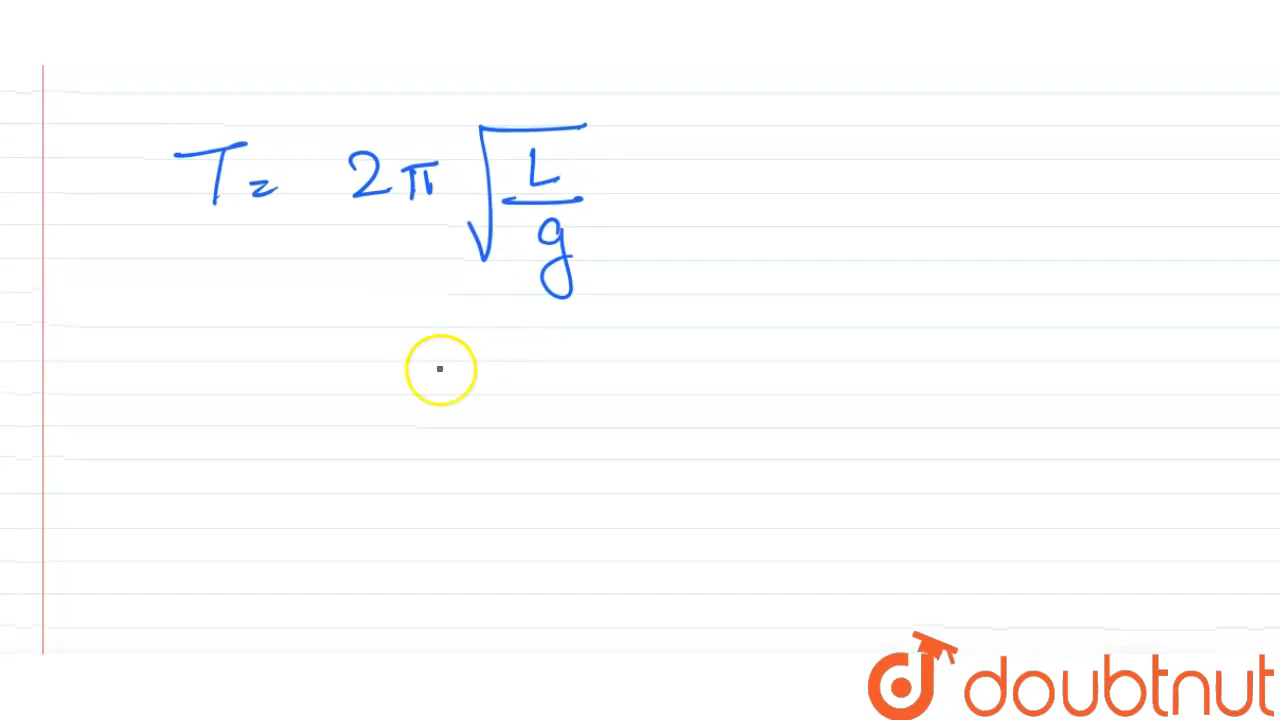 T = 2π √(L/g)
doubtnut